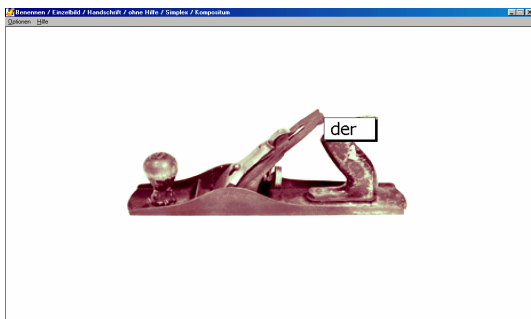 Benennen / Einzelbild / Handschrift / ohne Hilfe / Simplex / Kompositum
Optionen Hilfe
der